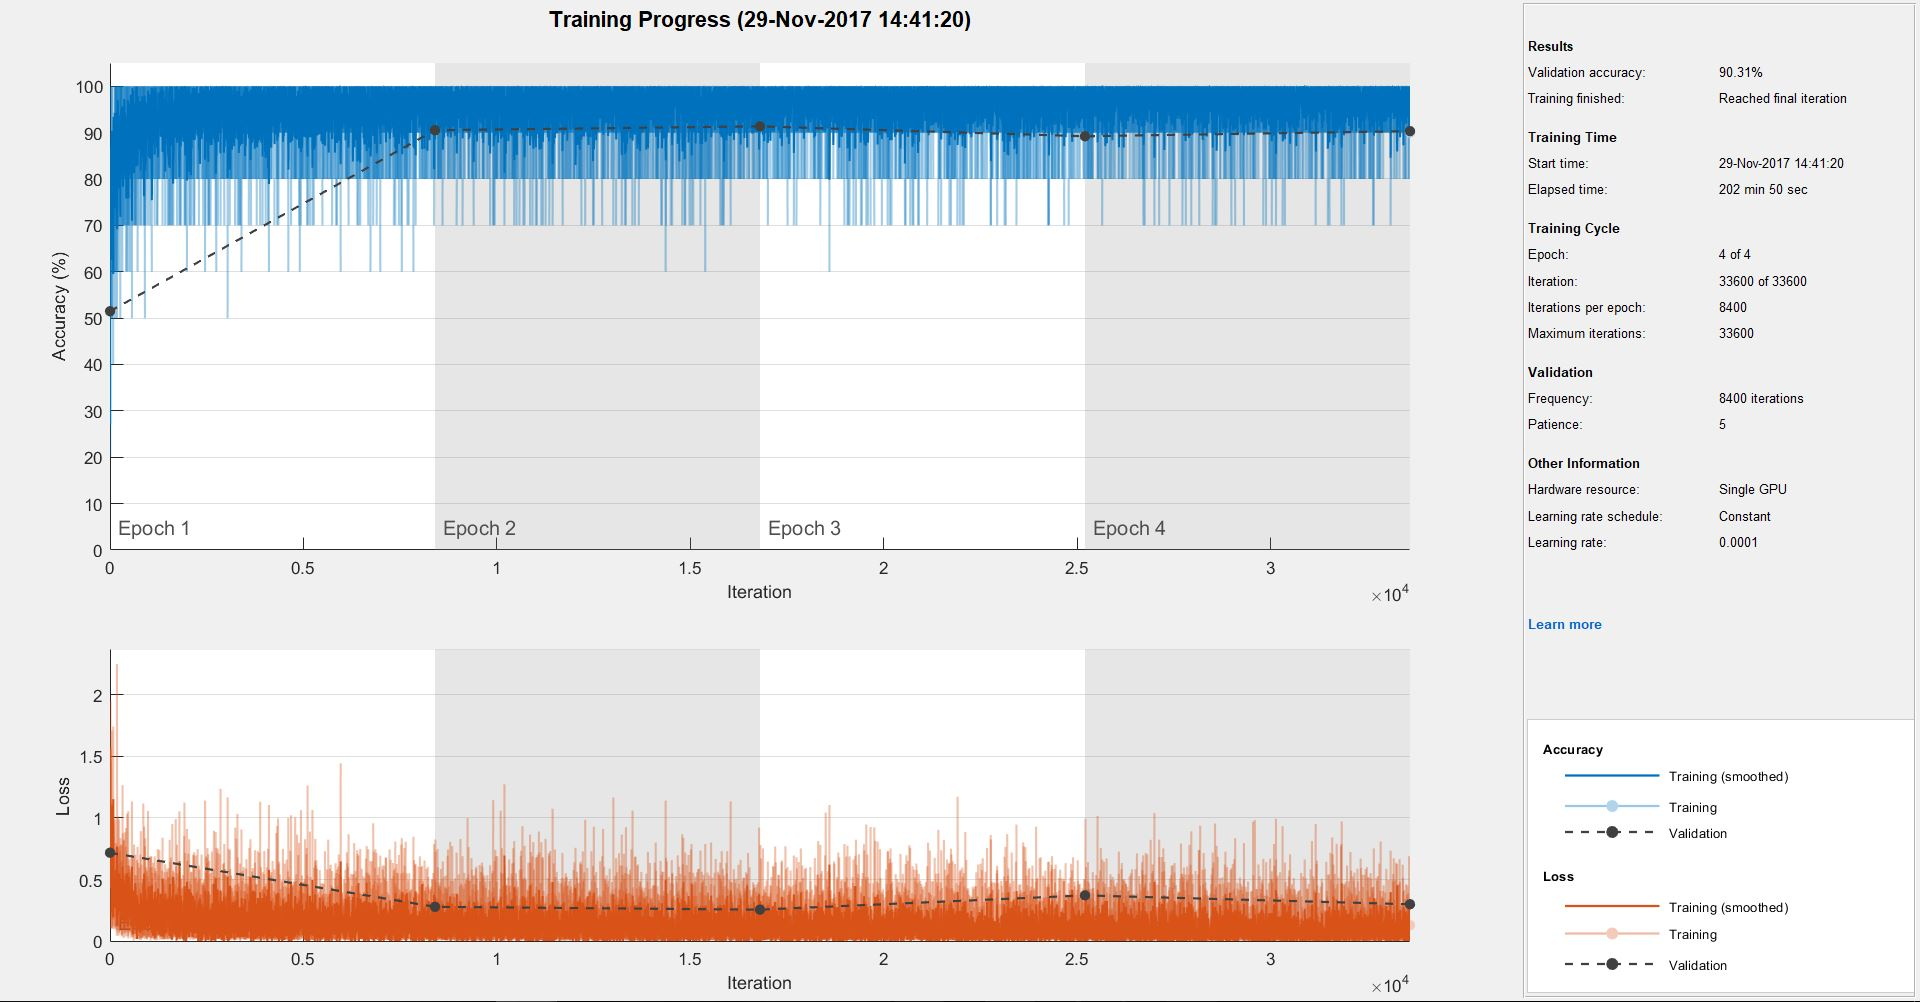 Training Progress (29-Nov-2017 14:41:20)
Accuracy (%)
100
90
80
70
60
50
40
30
20
10
0
Epoch 1
Epoch 2
Epoch 3
Epoch 4
0 0.5 1 1.5 2 2.5 3
Iteration
×10^4
Loss
2
1.5
1
0.5
0
0 0.5 1 1.5 2 2.5 3
Iteration
×10^4
Results
Validation accuracy: 90.31%
Training finished: Reached final iteration
Training Time
Start time: 29-Nov-2017 14:41:20
Elapsed time: 202 min 50 sec
Training Cycle
Epoch: 4 of 4
Iteration: 33600 of 33600
Iterations per epoch: 8400
Maximum iterations: 33600
Validation
Frequency: 8400 iterations
Patience: 5
Other Information
Hardware resource: Single GPU
Learning rate schedule: Constant
Learning rate: 0.0001
Learn more
Accuracy
Training (smoothed)
Training
Validation
Loss
Training (smoothed)
Training
Validation